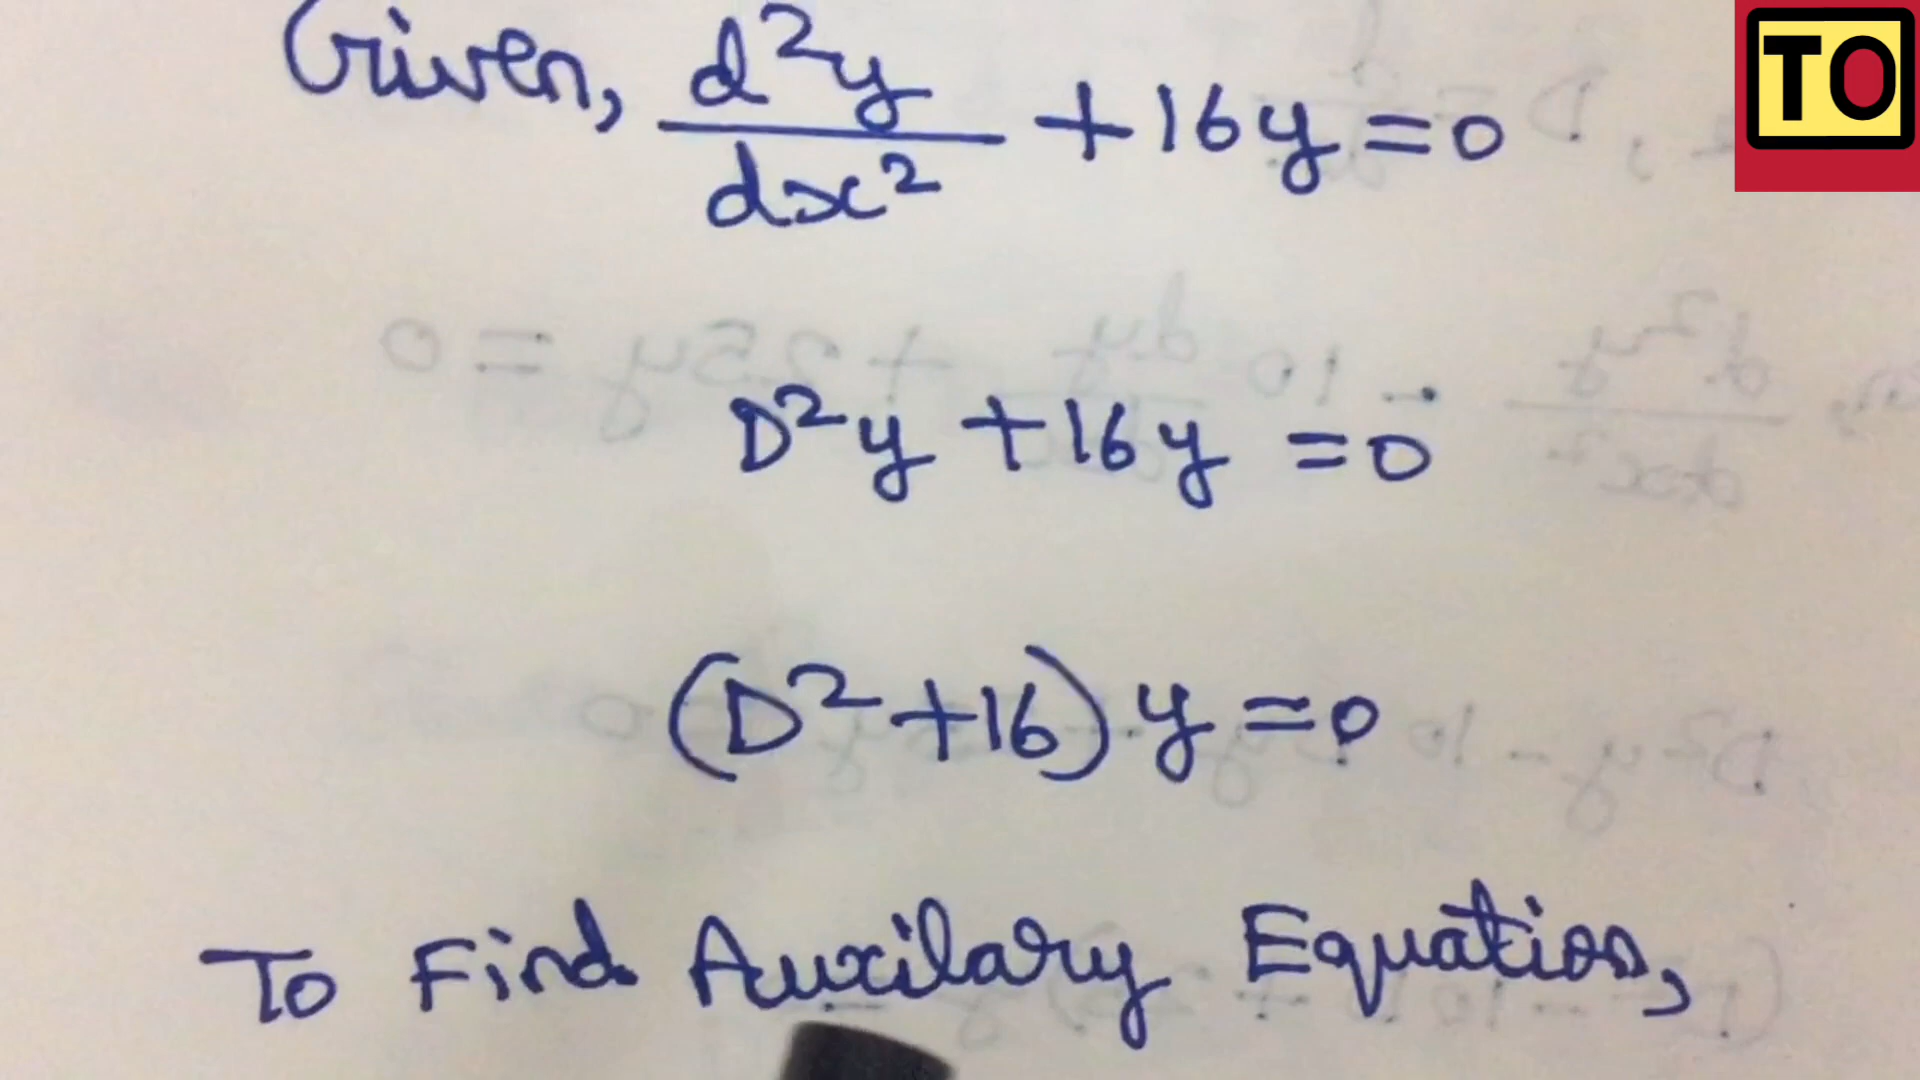 TO
Given, d²y/dx² + 16y = 0
D²y + 16y = 0
(D² + 16) y = 0
To Find Auxilary Equation,